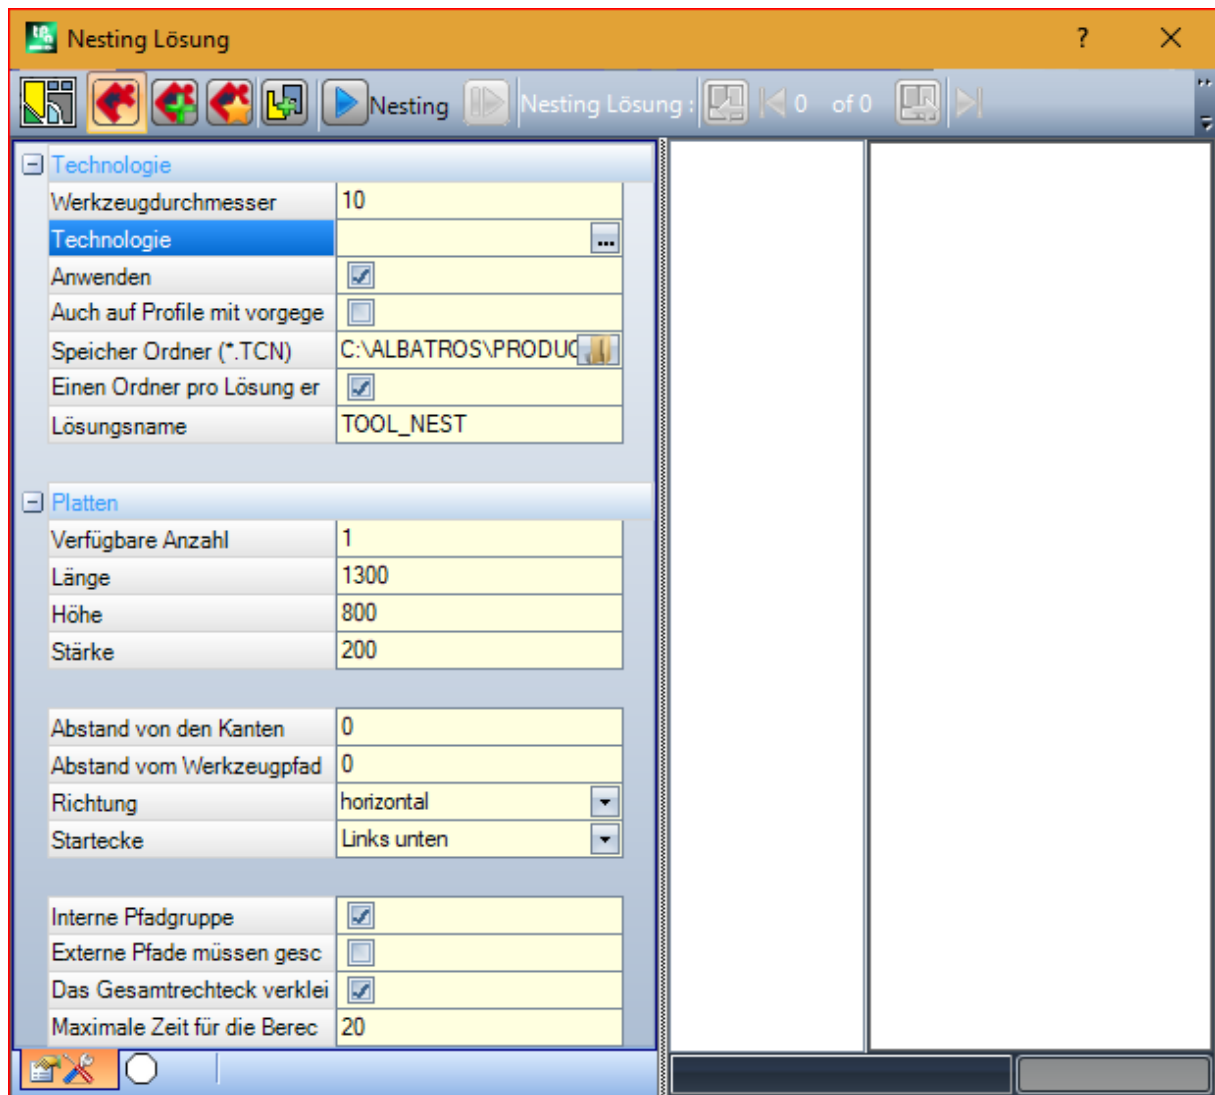 Nesting Lösung ?
Nesting Nesting Lösung : 0 of 0
Technologie
Werkzeugdurchmesser 10
Technologie ...
Anwenden
Auch auf Profile mit vorgege
Speicher Ordner (*.TCN) C:\ALBATROS\PRODUC
Einen Ordner pro Lösung er
Lösungsname TOOL_NEST
Platten
Verfügbare Anzahl 1
Länge 1300
Höhe 800
Stärke 200
Abstand von den Kanten 0
Abstand vom Werkzeugpfad 0
Richtung horizontal
Startecke Links unten
Interne Pfadgruppe
Externe Pfade müssen gesc
Das Gesamtrechteck verklei
Maximale Zeit für die Berec 20